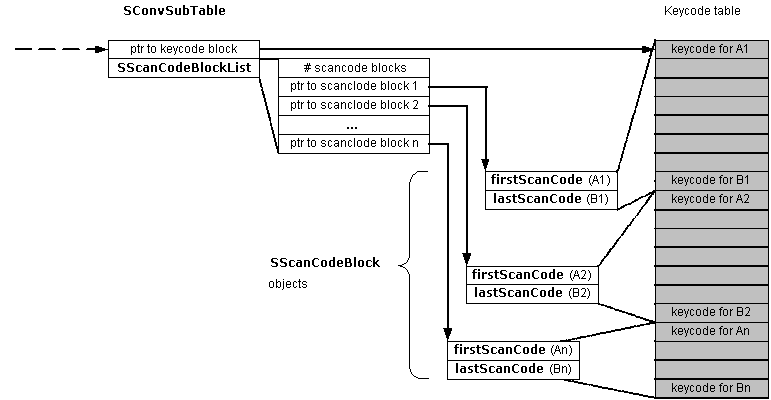 SConvSubTable
Keycode table
ptr to keycode block
SScanCodeBlockList
# scancode blocks
ptr to scanclode block 1
ptr to scanclode block 2
...
ptr to scanclode block n
keycode for A1
firstScanCode (A1)
lastScanCode (B1)
keycode for B1
keycode for A2
SScanCodeBlock
objects
firstScanCode (A2)
lastScanCode (B2)
keycode for B2
keycode for An
firstScanCode (An)
lastScanCode (Bn)
keycode for Bn